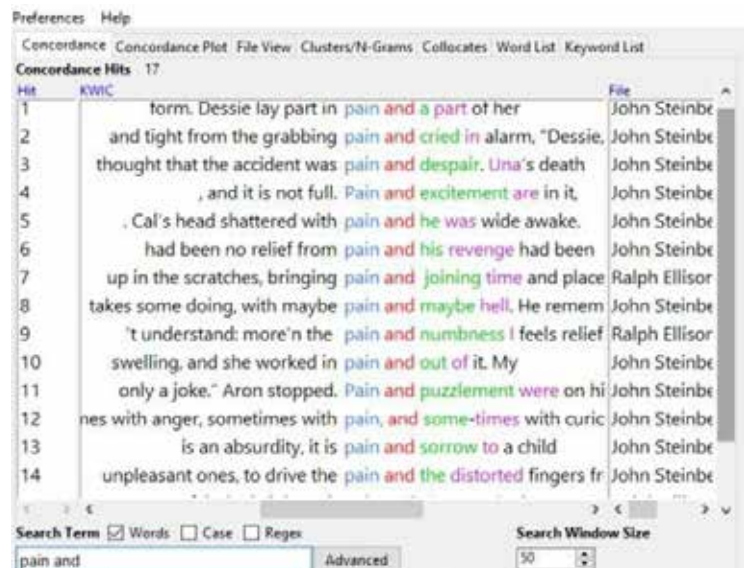 Preferences Help
Concordance Concordance Plot File View Clusters/N-Grams Collocates Word List Keyword List
Concordance Hits 17
Hit KWIC File
1 form. Dessie lay part in pain and a part of her John Steinbe
2 and tight from the grabbing pain and cried in alarm, "Dessie, John Steinbe
3 thought that the accident was pain and despair. Una's death John Steinbe
4 , and it is not full. Pain and excitement are in it, John Steinbe
5 . Cal's head shattered with pain and he was wide awake. John Steinbe
6 had been no relief from pain and his revenge had been John Steinbe
7 up in the scratches, bringing pain and joining time and place Ralph Ellisor
8 takes some doing, with maybe pain and maybe hell. He remem John Steinbe
9 't understand: more'n the pain and numbness I feels relief Ralph Ellisor
10 swelling, and she worked in pain and out of it. My John Steinbe
11 only a joke." Aron stopped. Pain and puzzlement were on hi John Steinbe
12 nes with anger, sometimes with pain, and some-times with curic John Steinbe
13 is an absurdity, it is pain and sorrow to a child John Steinbe
14 unpleasant ones, to drive the pain and the distorted fingers fr John Steinbe
Search Term Words Case Regex Search Window Size
pain and Advanced 50